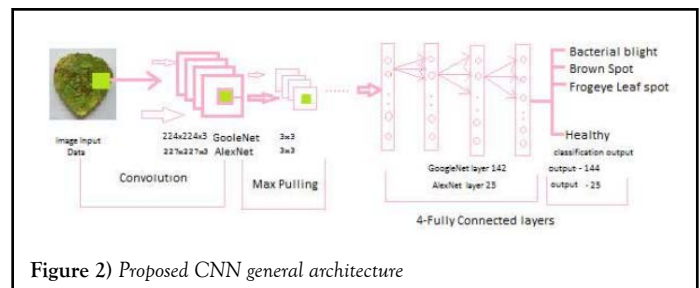 Bacterial blight
Brown Spot
Frogeye Leaf spot
Healthy
Image Input
Data
224x224x3 GooleNet 3x3
227x227x3 AlexNet 3x3
classification output
GoogleNet layer 142 output - 144
AlexNet layer 25 output - 25
Convolution
Max Pulling
4-Fully Connected layers
Figure 2) Proposed CNN general architecture